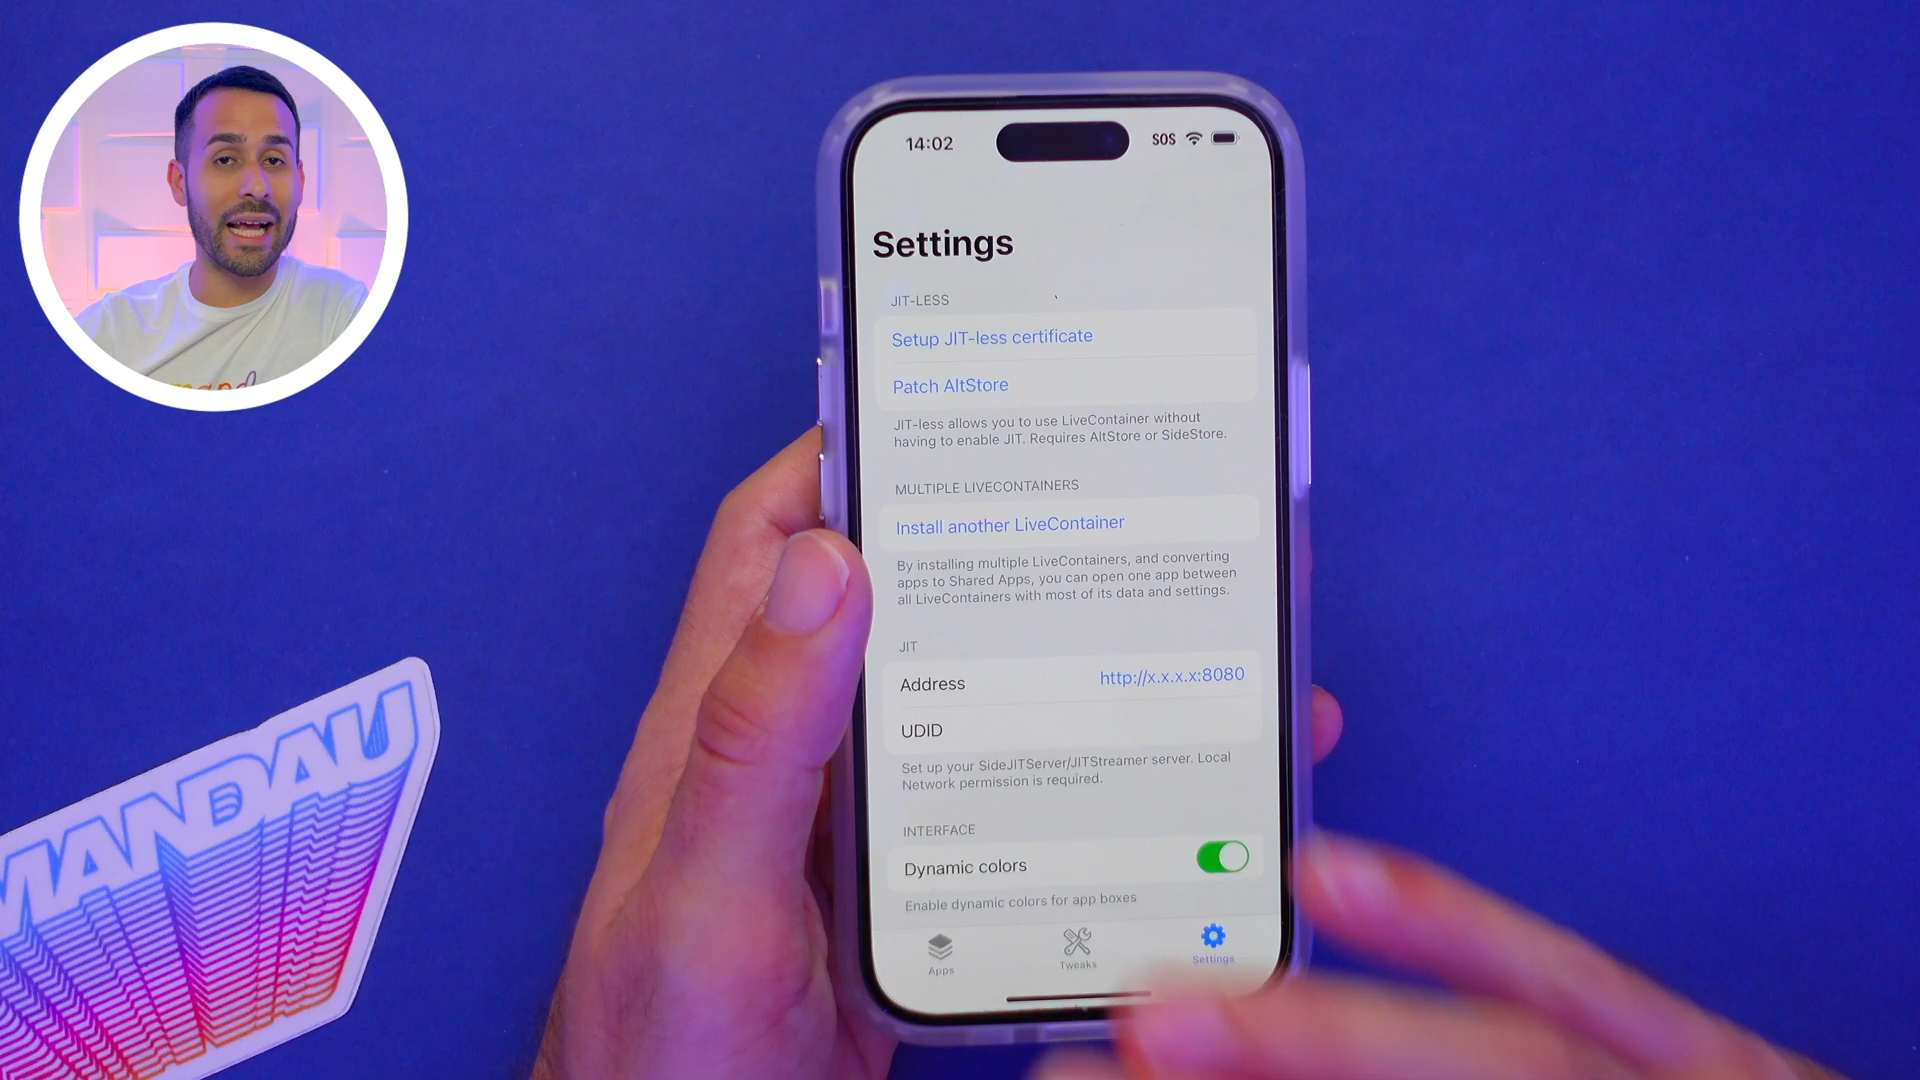 14:02
SOS
Settings
JIT-LESS
Setup JIT-less certificate
Patch AltStore
JIT-less allows you to use LiveContainer without
having to enable JIT. Requires AltStore or SideStore.
MULTIPLE LIVECONTAINERS
Install another LiveContainer
By installing multiple LiveContainers, and converting
apps to Shared Apps, you can open one app between
all LiveContainers with most of its data and settings.
JIT
Address http://x.x.x.x:8080
UDID
Set up your SideJITServer/JITStreamer server. Local
Network permission is required.
INTERFACE
Dynamic colors
Enable dynamic colors for app boxes
Apps
Tweaks
Settings
MANDAU